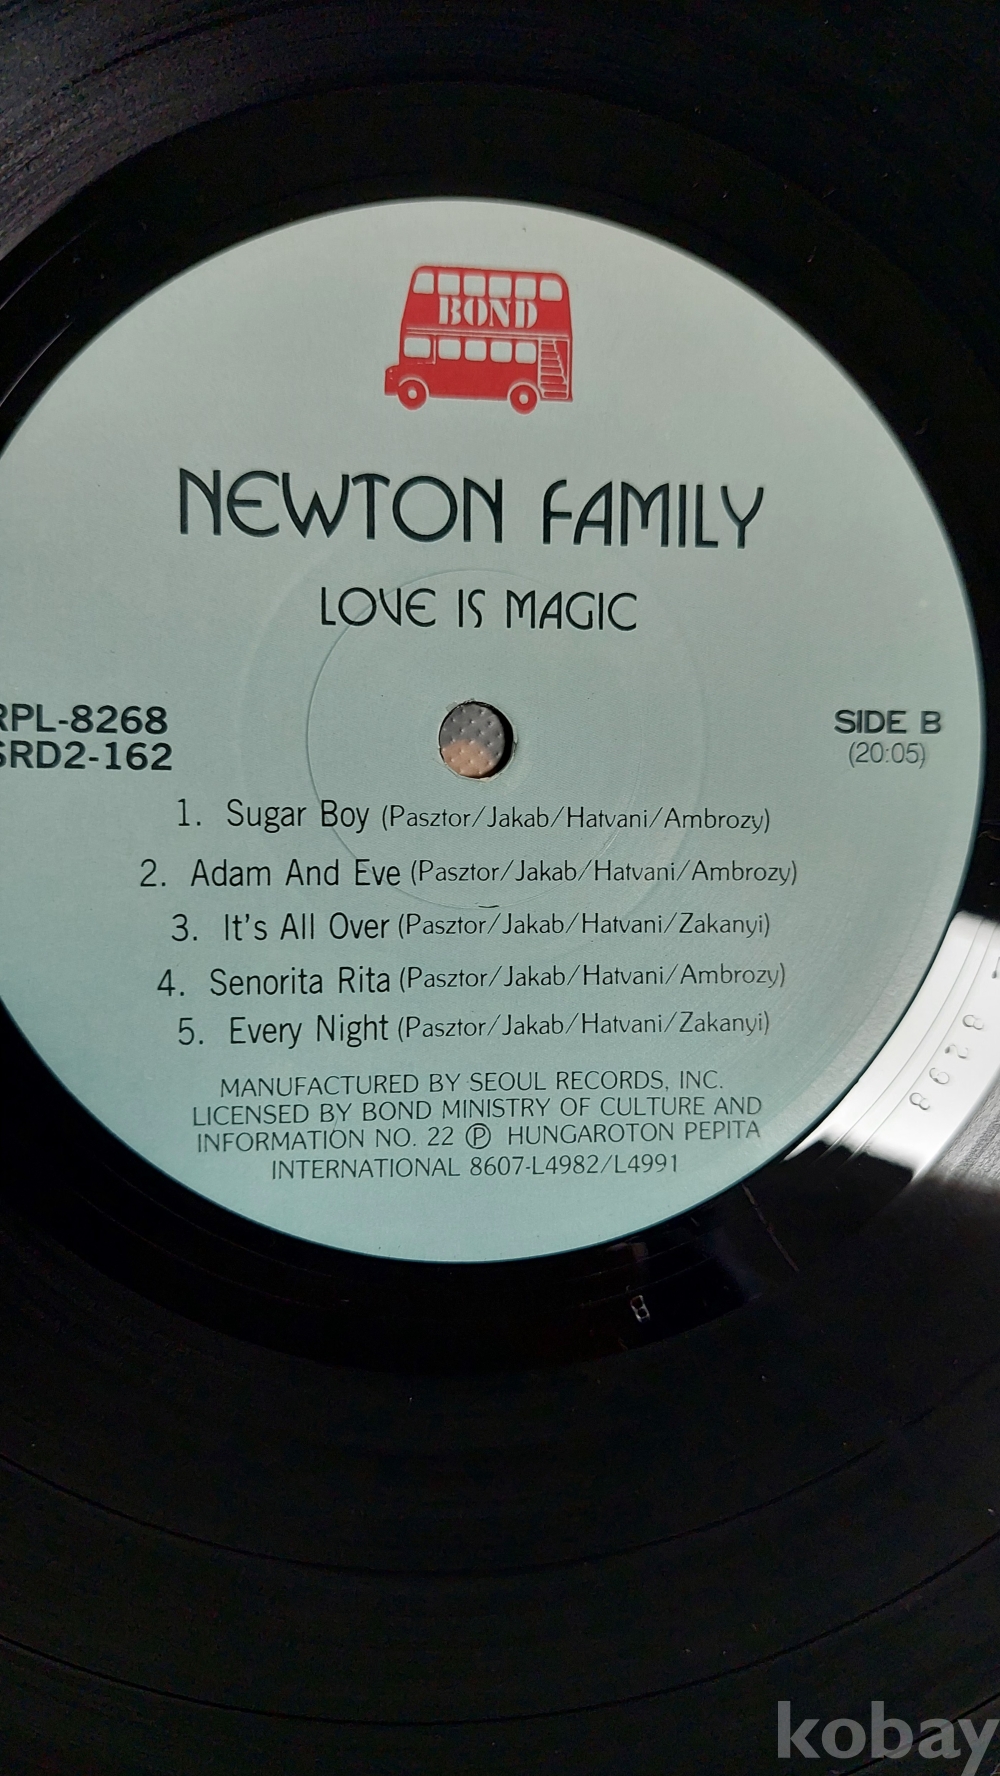 BOND
NEWTON FAMILY
LOVE IS MAGIC
RPL-8268
SRD2-162
SIDE B
(20:05)
1. Sugar Boy (Pasztor/Jakab/Hatvani/Ambrozy)
2. Adam And Eve (Pasztor/Jakab/Hatvani/Ambrozy)
3. It's All Over (Pasztor/Jakab/Hatvani/Zakanyi)
4. Senorita Rita (Pasztor/Jakab/Hatvani/Ambrozy)
5. Every Night (Pasztor/Jakab/Hatvani/Zakanyi)
MANUFACTURED BY SEOUL RECORDS, INC.
LICENSED BY BOND MINISTRY OF CULTURE AND
INFORMATION NO. 22 Ⓟ HUNGAROTON PEPITA
INTERNATIONAL 8607-L4982/L4991
8
kobay